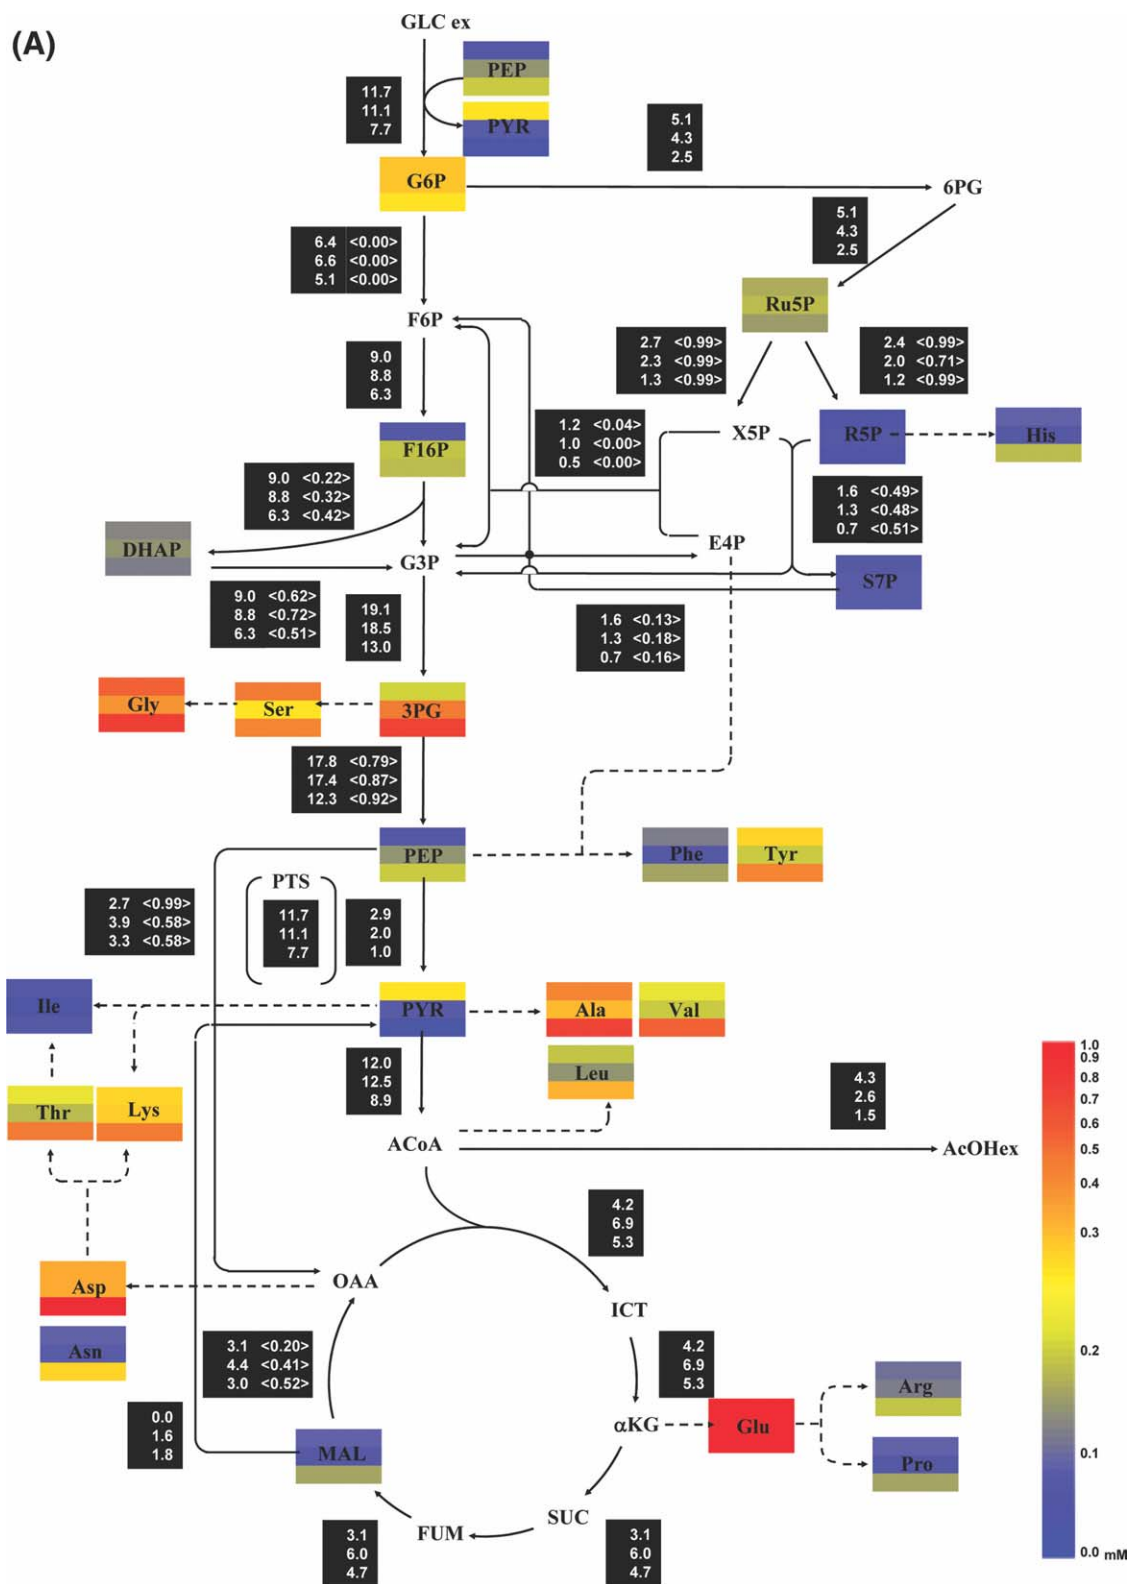 (A)
GLC ex
PEP
PYR
11.7
11.1
7.7
5.1
4.3
2.5
G6P
6PG
5.1
4.3
2.5
6.4 <0.00>
6.6 <0.00>
5.1 <0.00>
Ru5P
F6P
2.7 <0.99>
2.3 <0.99>
1.3 <0.99>
2.4 <0.99>
2.0 <0.71>
1.2 <0.99>
9.0
8.8
6.3
1.2 <0.04>
1.0 <0.00>
0.5 <0.00>
X5P
R5P
His
F16P
9.0 <0.22>
8.8 <0.32>
6.3 <0.42>
1.6 <0.49>
1.3 <0.48>
0.7 <0.51>
DHAP
G3P
E4P
S7P
9.0 <0.62>
8.8 <0.72>
6.3 <0.51>
19.1
18.5
13.0
1.6 <0.13>
1.3 <0.18>
0.7 <0.16>
Gly
Ser
3PG
17.8 <0.79>
17.4 <0.87>
12.3 <0.92>
PEP
Phe
Tyr
PTS
11.7
11.1
7.7
2.9
2.0
1.0
2.7 <0.99>
3.9 <0.58>
3.3 <0.58>
Ile
PYR
Ala
Val
12.0
12.5
8.9
Leu
Thr
Lys
4.3
2.6
1.5
ACoA
AcOHex
4.2
6.9
5.3
Asp
OAA
ICT
Asn
3.1 <0.20>
4.4 <0.41>
3.0 <0.52>
4.2
6.9
5.3
Arg
0.0
1.6
1.8
MAL
αKG
Glu
Pro
SUC
FUM
3.1
6.0
4.7
3.1
6.0
4.7
1.0
0.9
0.8
0.7
0.6
0.5
0.4
0.3
0.2
0.1
0.0 mM